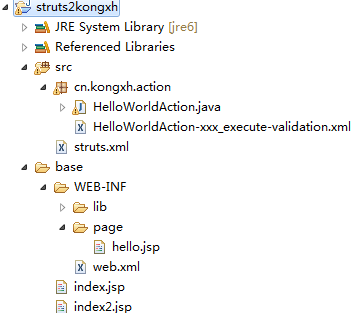 struts2kongxh
JRE System Library [jre6]
Referenced Libraries
src
cn.kongxh.action
HelloWorldAction.java
HelloWorldAction-xxx_execute-validation.xml
struts.xml
base
WEB-INF
lib
page
hello.jsp
web.xml
index.jsp
index2.jsp